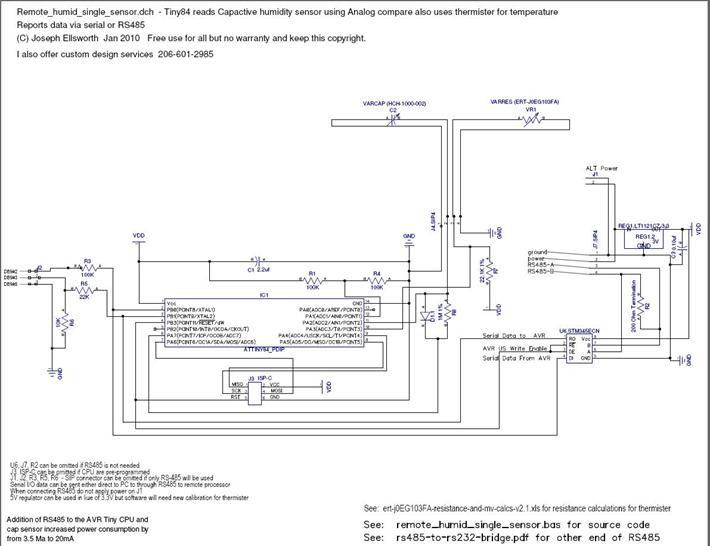 Remote_humid_single_sensor.dch - Tiny84 reads Capactive humidity sensor using Analog compare also uses thermister for temperature
Reports data via serial or RS485
(C) Joseph Ellsworth Jan 2010 Free use for all but no warranty and keep this copyright.
I also offer custom design services 206-601-2985
VARCAP (HCH-1000-002)
C2
VARRES (ERT-J0EG103FA)
VR1
ALT Power
J1
J4,SIP4
J7,SIP4
REG1,LT1121CZ-3.3
REG1.2
3V
GND
VDD
C3 0.10uf
ground
power
RS485-A
RS485-B
VDD
GND
C1 2.2uf
R1
100K
R4
100K
22.1K 1%
R7
GND
VDD
DB9#2
DB9#3
DB9#5
J2
R3
100K
R5
22K
10K
R6
GND
IC1
Vcc
PB0(PCINT8/XTAL1)
PB1(PCINT9/XTAL2)
PB3(PCINT11/RESET/dW)
PB2(PCINT10/INT0/OC0A/CKOUT)
PA7(PCINT7/ICP/OC0B/ADC7)
PA6(PCINT6/OC1A/SDA/MOSI/ADC6)
GND
PA0(ADC0/AREF/PCINT0)
PA1(ADC1/AIN0/PCINT1)
PA2(ADC2/AIN1/PCINT2)
PA3(ADC3/T0/PCINT3)
PA4(ADC4/USCK/SCL/T1/PCINT4)
PA5(ADC5/DO/MISO/OC1B/PCINT5)
ATTINY84_PDIP
1M 1%
R8
200 Ohm Termination
R2
Serial Data to AVR
AVR US Write Enable
Serial Data From AVR
U6,STM345ECN
RO
RE
DE
DI
Vcc
B
A
GND
GND
J3 ISP-C
MISO
SCK
RST
VCC
MOSI
GND
VDD
U6, J7, R2 can be omitted if RS485 is not needed
J3, ISP-C can be omitted if CPU are pre-programmed
J1, J2, R3, R5, R6 - SIP connector can be omitted if only RS-485 will be used
Serial I/O data can be sent either direct to PC to through RS485 to remote processor
When connecting RS485 do not apply power on J1
5V regulator can be used in liue of 3.3V but software will need new calibration for thermister
Addition of RS485 to the AVR Tiny CPU and
cap sensor increased power consumption by
from 3.5 Ma to 20mA
See: ert-j0EG103FA-resistance-and-mv-calcs-v2.1.xls for resistance calculations for thermister
See: remote_humid_single_sensor.bas for source code
See: rs485-to-rs232-bridge.pdf for other end of RS485